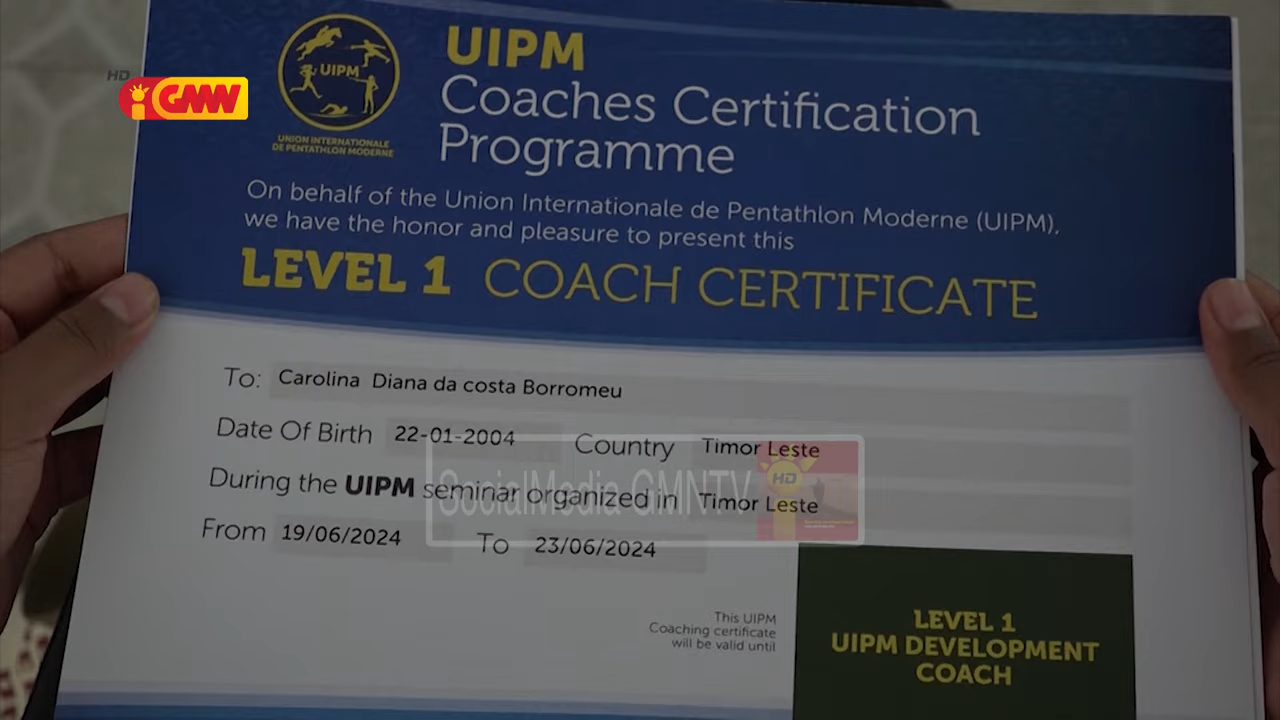 HD
GMN
UIPM
UNION INTERNATIONALE
DE PENTATHLON MODERNE
UIPM
Coaches Certification
Programme
On behalf of the Union Internationale de Pentathlon Moderne (UIPM),
we have the honor and pleasure to present this
LEVEL 1 COACH CERTIFICATE
To: Carolina Diana da costa Borromeu
Date Of Birth 22-01-2004 Country Timor Leste
During the UIPM seminar organized in Timor Leste
SocialMedia GMNTV HD
From 19/06/2024 To 23/06/2024
This UIPM
Coaching certificate
will be valid until
LEVEL 1
UIPM DEVELOPMENT
COACH